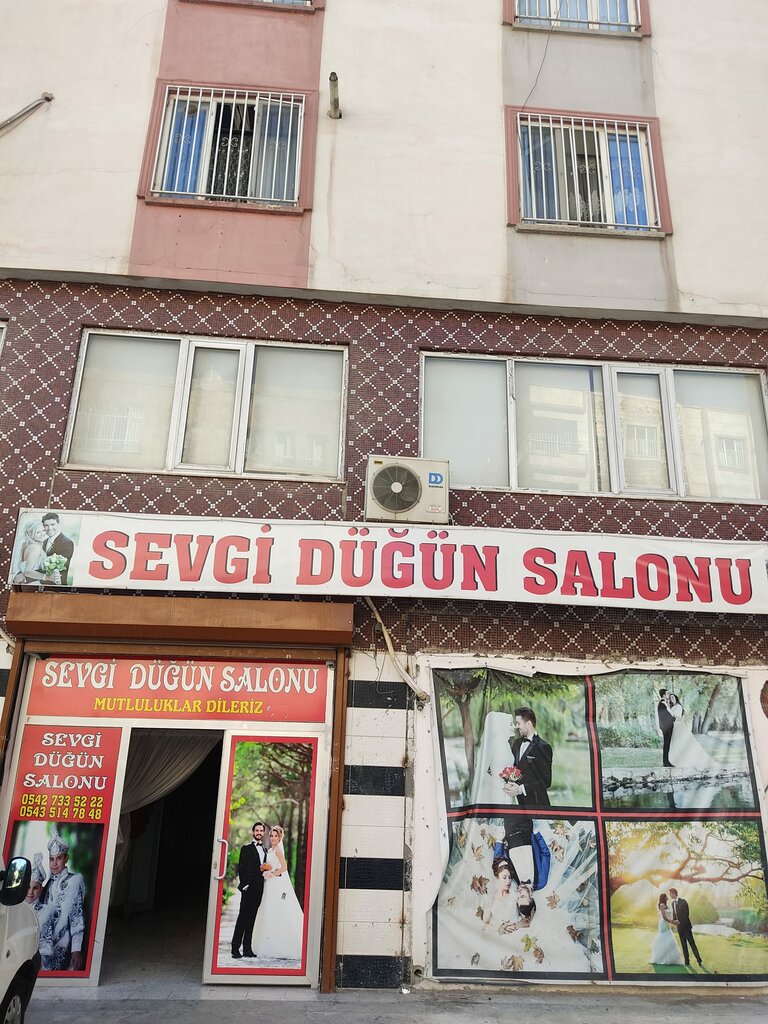 SEVGİ DÜĞÜN SALONU
SEVGİ DÜĞÜN SALONU
MUTLULUKLAR DİLERİZ
SEVGİ
DÜĞÜN
SALONU
0542 733 52 22
0543 514 78 48